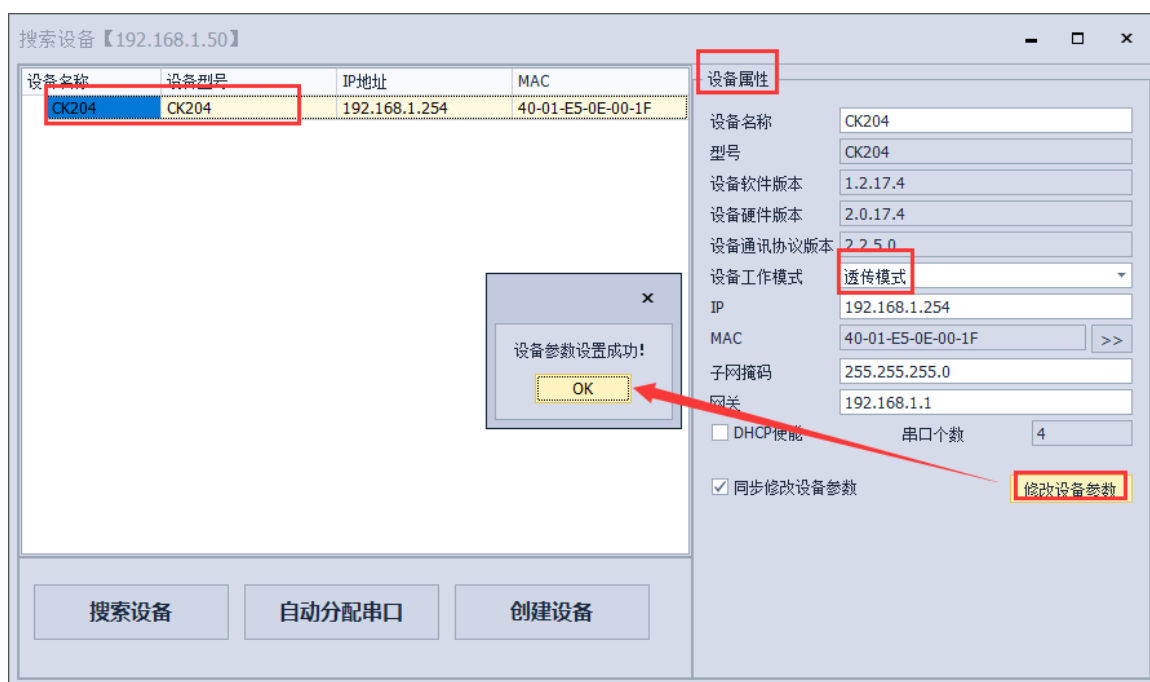 搜索设备【192.168.1.50】
设备名称 设备型号 IP地址 MAC
CK204 CK204 192.168.1.254 40-01-E5-0E-00-1F
设备属性
设备名称 CK204
型号 CK204
设备软件版本 1.2.17.4
设备硬件版本 2.0.17.4
设备通讯协议版本 2.2.5.0
设备工作模式 透传模式
IP 192.168.1.254
MAC 40-01-E5-0E-00-1F >>
子网掩码 255.255.255.0
网关 192.168.1.1
DHCP使能 串口个数 4
同步修改设备参数 修改设备参数
设备参数设置成功!
OK
搜索设备 自动分配串口 创建设备